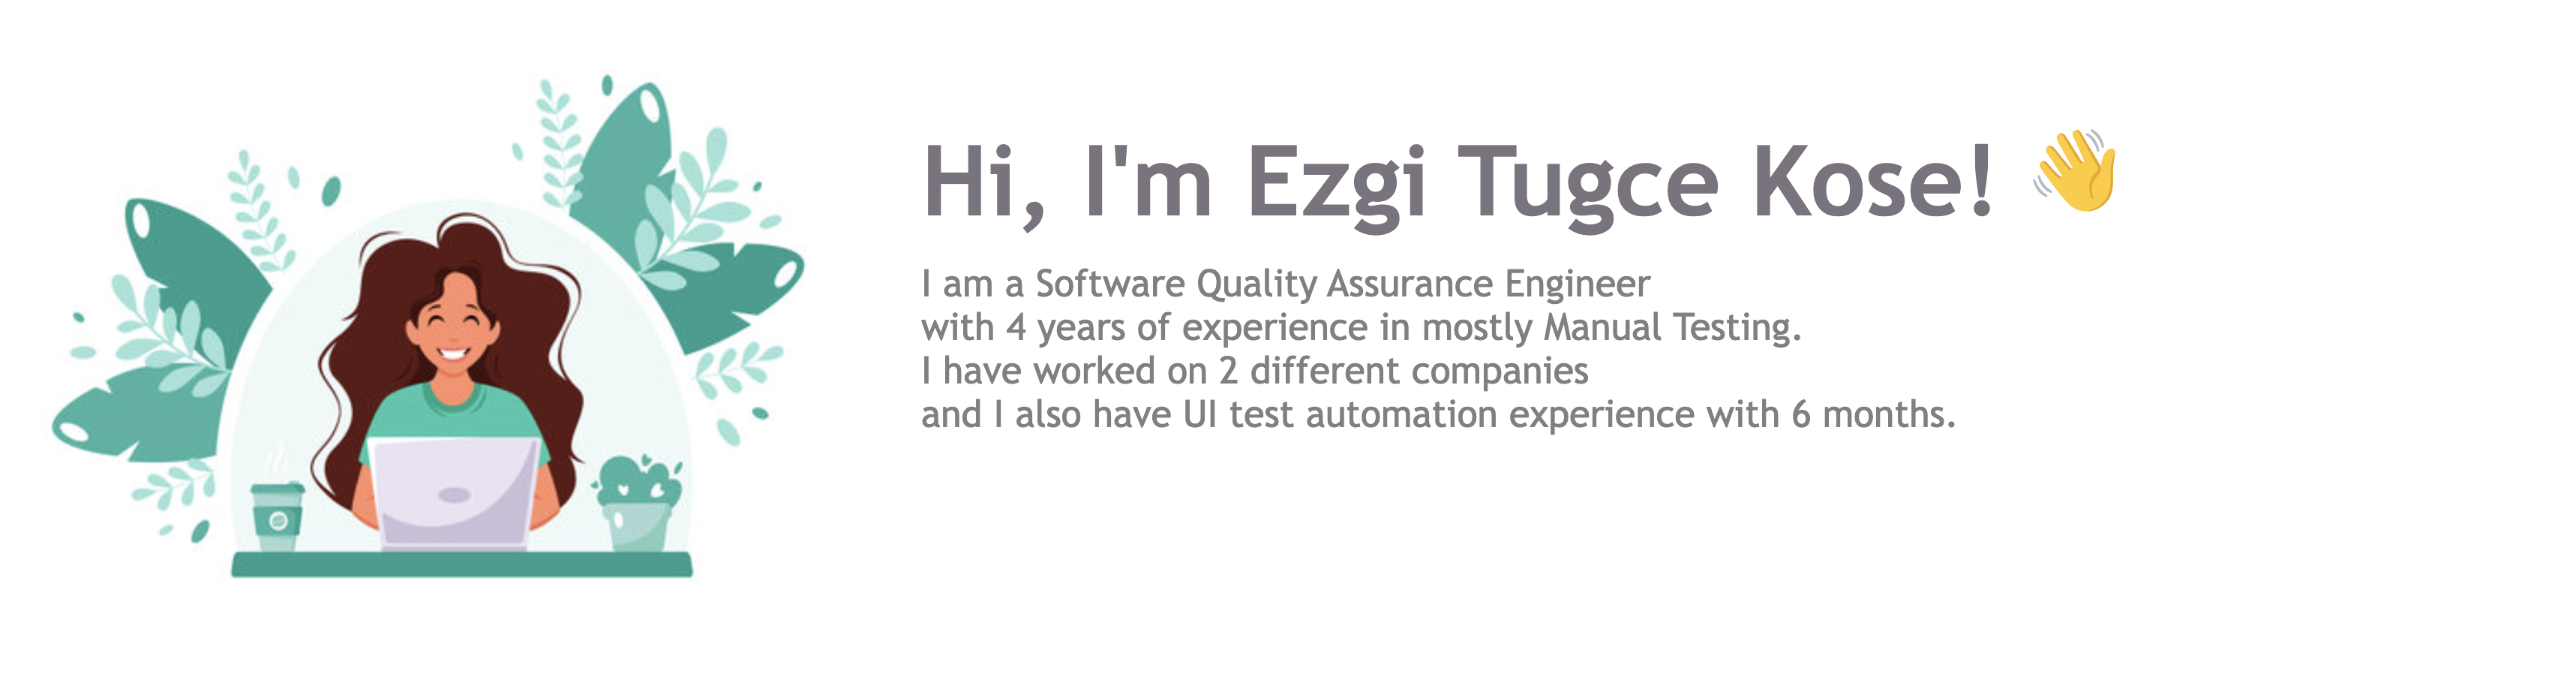 Hi, I'm Ezgi Tugce Kose! 👋
I am a Software Quality Assurance Engineer
with 4 years of experience in mostly Manual Testing.
I have worked on 2 different companies
and I also have UI test automation experience with 6 months.